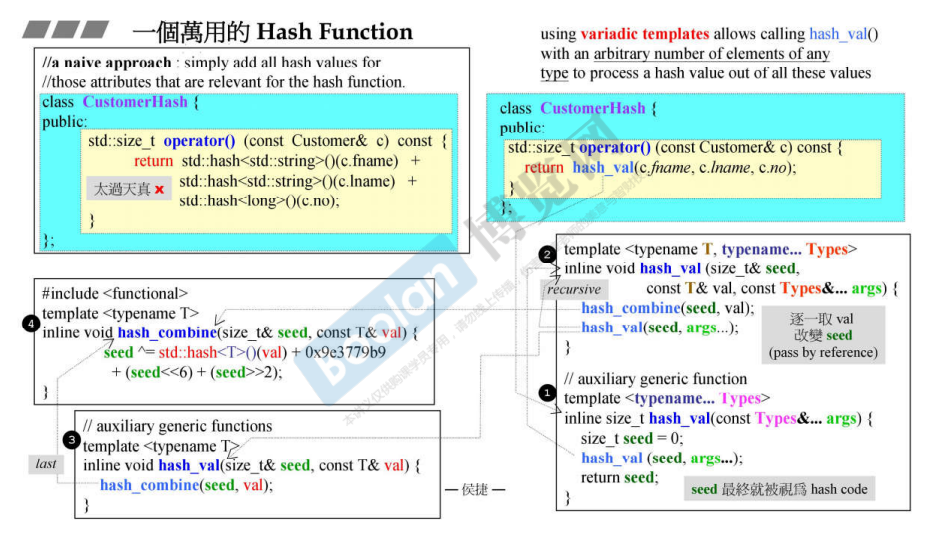 一個萬用的 Hash Function
//a naive approach : simply add all hash values for
//those attributes that are relevant for the hash function.
class CustomerHash {
public:
std::size_t operator() (const Customer& c) const {
return std::hash<std::string>()(c.fname) +
std::hash<std::string>()(c.lname) +
std::hash<long>()(c.no);
}
};
太過天真 ×
using variadic templates allows calling hash_val()
with an arbitrary number of elements of any
type to process a hash value out of all these values
class CustomerHash {
public:
std::size_t operator() (const Customer& c) const {
return hash_val(c.fname, c.lname, c.no);
}
};
2
template <typename T, typename... Types>
inline void hash_val (size_t& seed,
const T& val, const Types&... args) {
hash_combine(seed, val);
hash_val(seed, args...);
}
recursive
逐一取 val
改變 seed
(pass by reference)
1
// auxiliary generic function
template <typename... Types>
inline size_t hash_val(const Types&... args) {
size_t seed = 0;
hash_val (seed, args...);
return seed;
}
seed 最終就被視爲 hash code
4
#include <functional>
template <typename T>
inline void hash_combine(size_t& seed, const T& val) {
seed ^= std::hash<T>()(val) + 0x9e3779b9
+ (seed<<6) + (seed>>2);
}
3
// auxiliary generic functions
template <typename T>
inline void hash_val(size_t& seed, const T& val) {
hash_combine(seed, val);
}
last
— 侯捷 —
Boolan
博览网